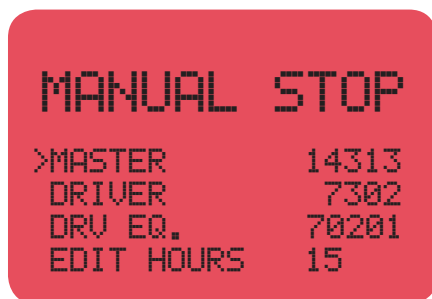 MANUAL STOP
>MASTER 14313
DRIVER 7302
DRV EQ. 70201
EDIT HOURS 15